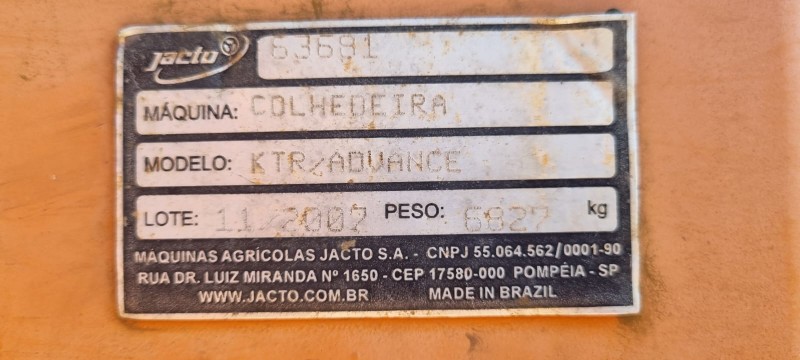 Jacto 63681
MÁQUINA: COLHEDEIRA
MODELO: KTR/ADVANCE
LOTE: 11/2007 PESO: 6827 kg
MÁQUINAS AGRÍCOLAS JACTO S.A. - CNPJ 55.064.562/0001-90
RUA DR. LUIZ MIRANDA Nº 1650 - CEP 17580-000 POMPÉIA - SP
WWW.JACTO.COM.BR MADE IN BRAZIL